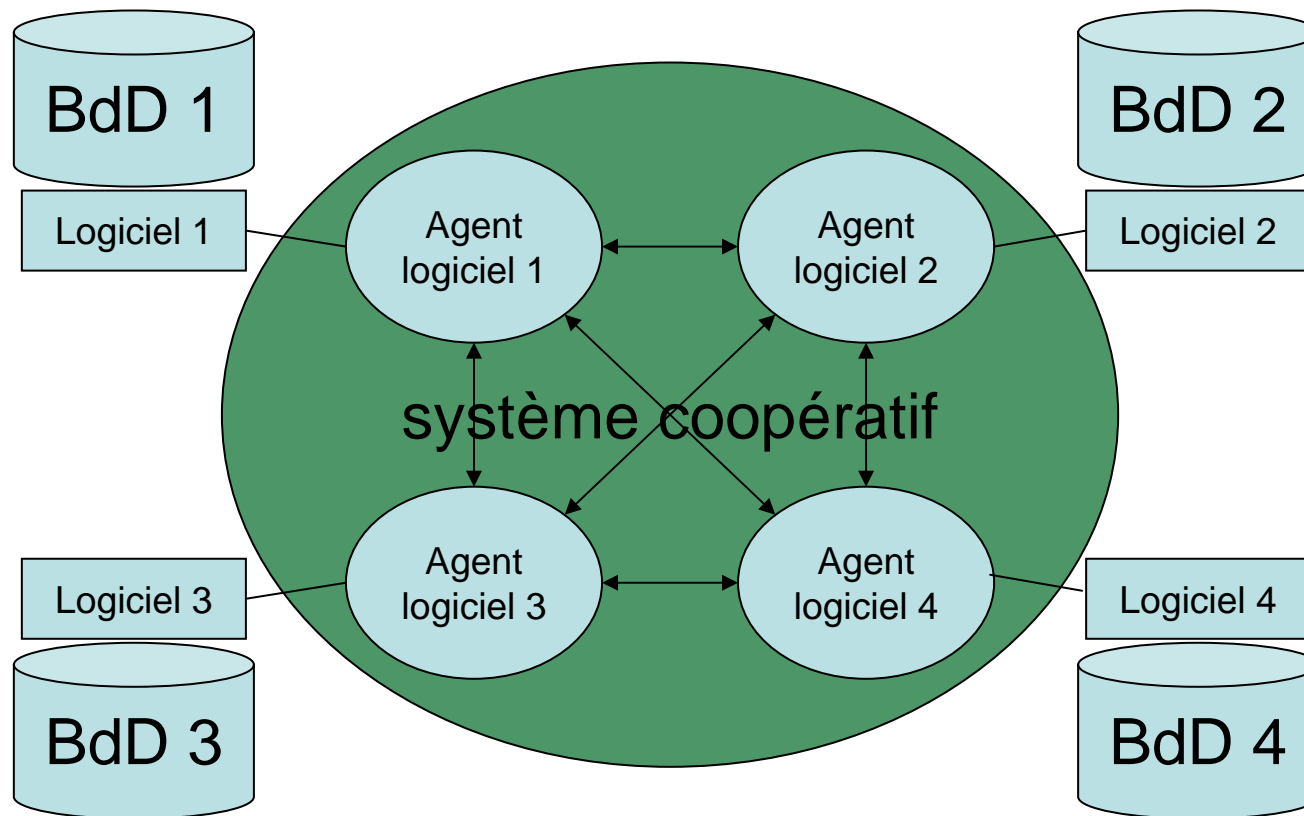 BdD 1
BdD 2
Logiciel 1
Agent
logiciel 1
Agent
logiciel 2
Logiciel 2
système coopératif
Logiciel 3
Agent
logiciel 3
Agent
logiciel 4
Logiciel 4
BdD 3
BdD 4